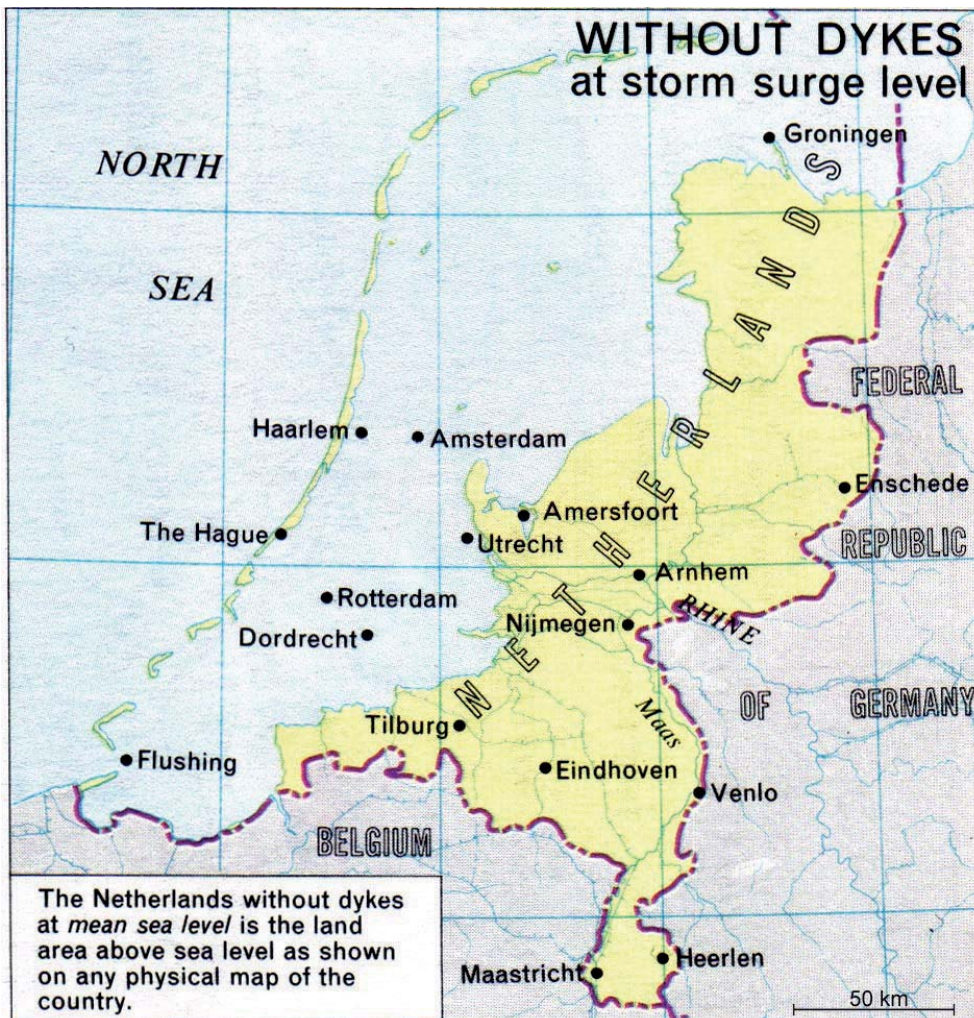 WITHOUT DYKES
at storm surge level
Groningen
NORTH
SEA
NETHERLANDS
FEDERAL
REPUBLIC
OF GERMANY
Haarlem
Amsterdam
Enschede
Amersfoort
The Hague
Utrecht
Arnhem
Rotterdam
RHINE
Nijmegen
Dordrecht
Maas
Tilburg
Flushing
Eindhoven
Venlo
BELGIUM
The Netherlands without dykes
at mean sea level is the land
area above sea level as shown
on any physical map of the
country.
Maastricht
Heerlen
50 km